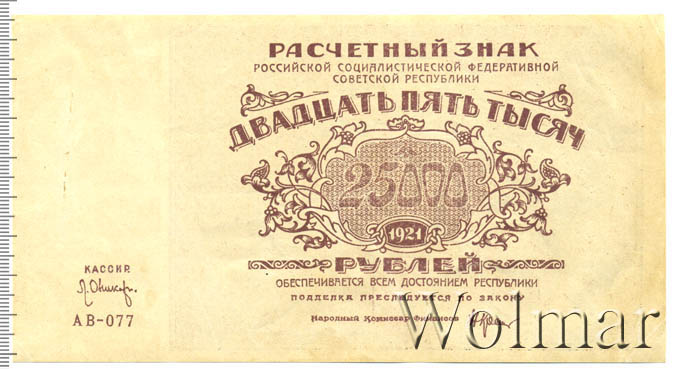 РАСЧЕТНЫЙ ЗНАК
РОССИЙСКОЙ СОЦИАЛИСТИЧЕСКОЙ ФЕДЕРАТИВНОЙ
СОВЕТСКОЙ РЕСПУБЛИКИ
ДВАДЦАТЬ ПЯТЬ ТЫСЯЧ
25000
1921
РУБЛЕЙ
ОБЕСПЕЧИВАЕТСЯ ВСЕМ ДОСТОЯНИЕМ РЕСПУБЛИКИ
ПОДДЕЛКА ПРЕСЛЕДУЕТСЯ ПО ЗАКОНУ
Народный Комиссар Финансов
КАССИР
АВ-077
Wolmar